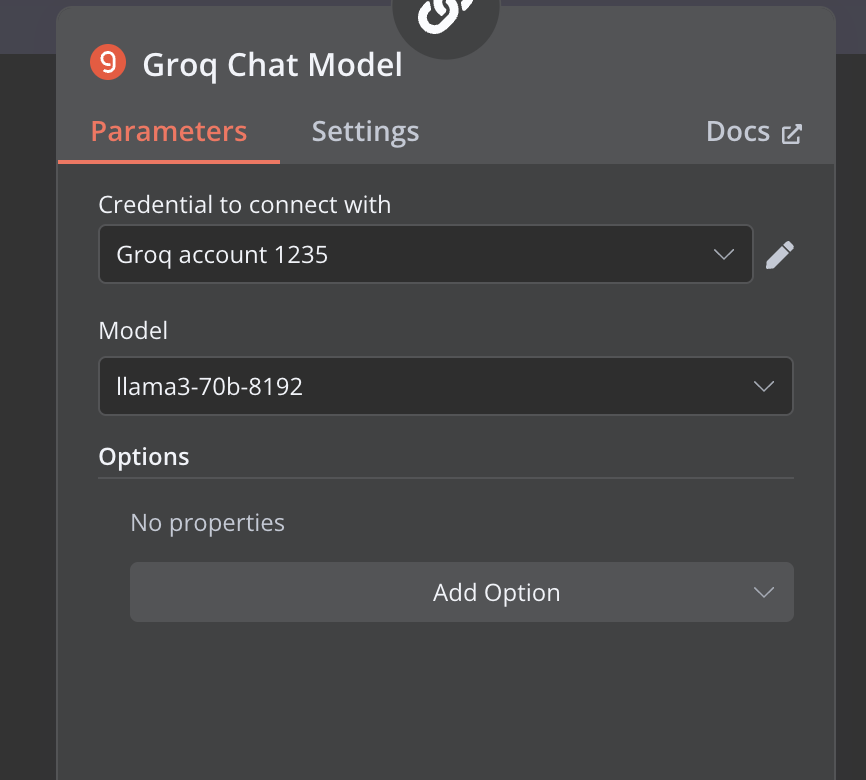 Groq Chat Model
Parameters Settings Docs
Credential to connect with
Groq account 1235
Model
llama3-70b-8192
Options
No properties
Add Option